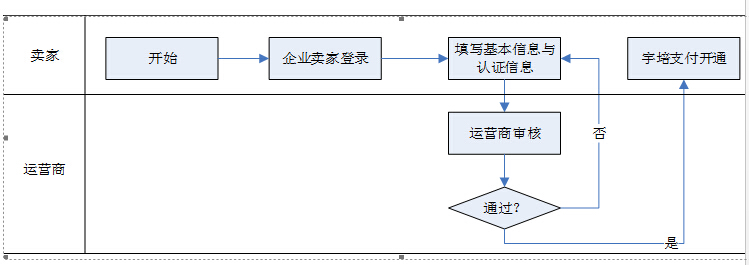 卖家
开始
企业卖家登录
填写基本信息与
认证信息
宇培支付开通
运营商
运营商审核
否
通过？
是